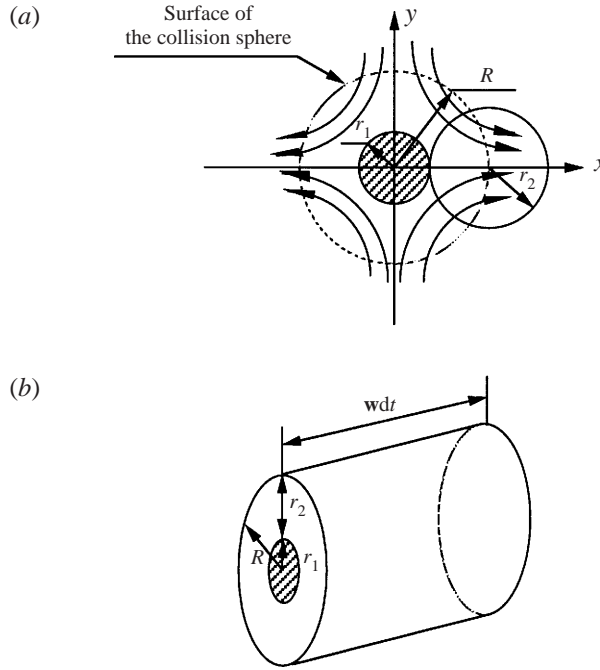 (a)
Surface of
the collision sphere
y
R
r1
x
r2
(b)
wdt
r2
R
r1